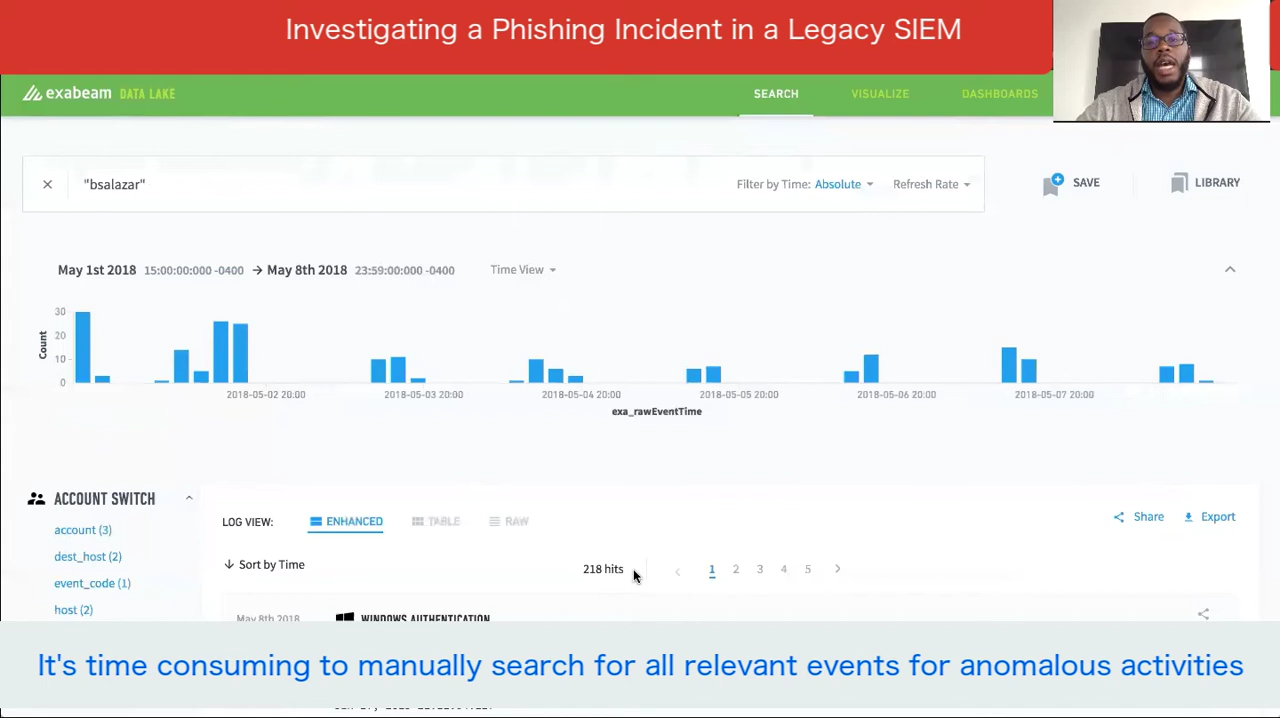 Investigating a Phishing Incident in a Legacy SIEM
exabeam DATA LAKE
SEARCH
VISUALIZE
DASHBOARDS
"bsalazar"
Filter by Time: Absolute
Refresh Rate
SAVE
LIBRARY
May 1st 2018 15:00:00:000 -0400 → May 8th 2018 23:59:00:000 -0400
Time View
30
20
10
0
Count
2018-05-02 20:00
2018-05-03 20:00
2018-05-04 20:00
2018-05-05 20:00
2018-05-06 20:00
2018-05-07 20:00
exa_rawEventTime
ACCOUNT SWITCH
account (3)
dest_host (2)
event_code (1)
host (2)
LOG VIEW:
ENHANCED
TABLE
RAW
Share
Export
Sort by Time
218 hits
1 2 3 4 5
May 8th 2018
WINDOWS AUTHENTICATION
It's time consuming to manually search for all relevant events for anomalous activities